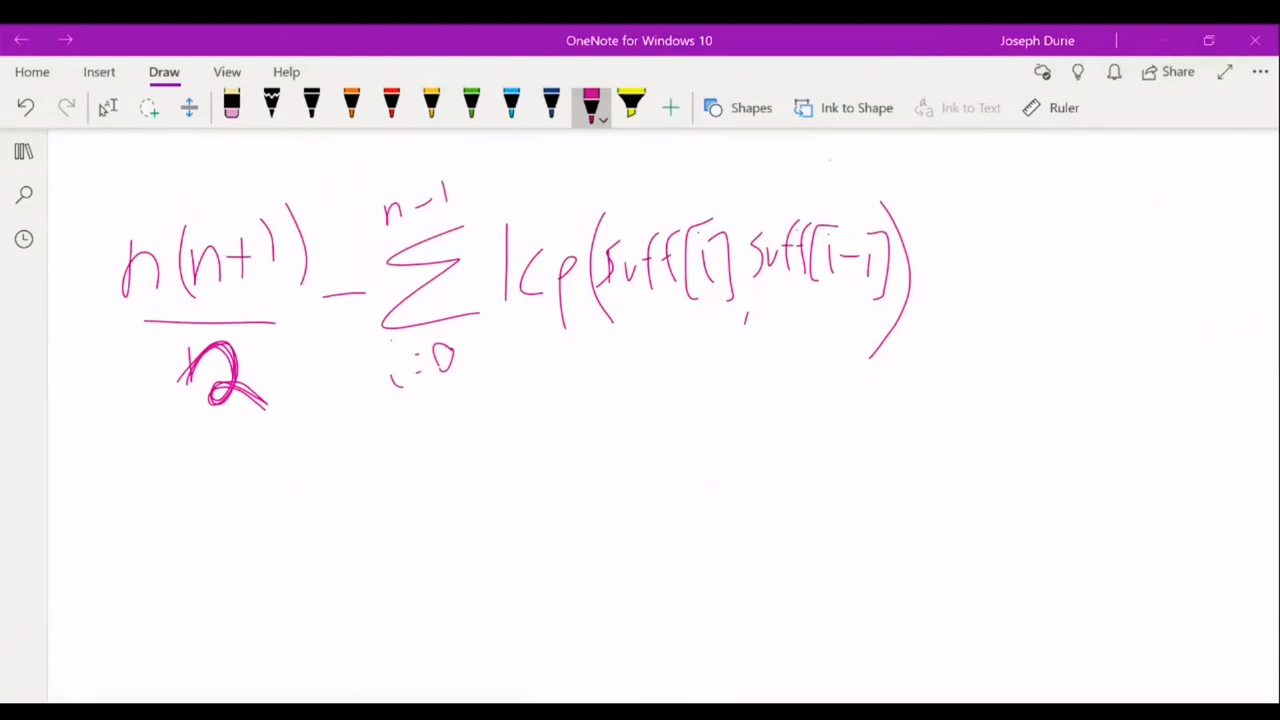 OneNote for Windows 10 Joseph Durie
Home Insert Draw View Help Share
Shapes Ink to Shape Ink to Text Ruler
n-1
n(n+1) - Σ lcp(suff[i], suff[i-1])
2
i=0